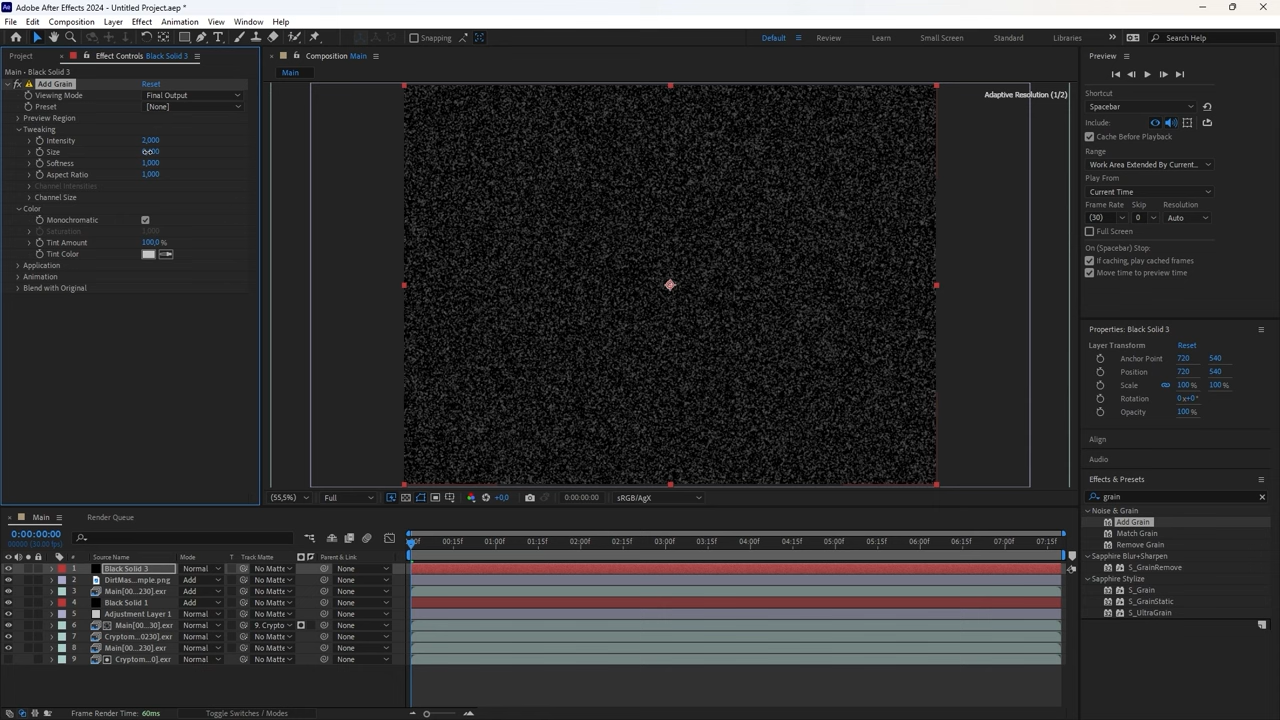 Adobe After Effects 2024 - Untitled Project.aep *
File Edit Composition Layer Effect Animation View Window Help
Snapping
Default Review Learn Small Screen Standard Libraries Search Help
Project Effect Controls Black Solid 3
Composition Main
Preview
Main • Black Solid 3
Main
fx Add Grain Reset
Viewing Mode Final Output
Preset [None]
Preview Region
Tweaking
Intensity 2,000
Size
Softness 1,000
Aspect Ratio 1,000
Channel Intensities
Channel Size
Color
Monochromatic
Saturation 1,000
Tint Amount 100,0 %
Tint Color
Application
Animation
Blend with Original
Adaptive Resolution (1/2)
Shortcut
Spacebar
Include:
Cache Before Playback
Range
Work Area Extended By Current...
Play From
Current Time
Frame Rate Skip Resolution
(30) 0 Auto
Full Screen
On (Spacebar) Stop:
If caching, play cached frames
Move time to preview time
Properties: Black Solid 3
Layer Transform Reset
Anchor Point 720 540
Position 720 540
Scale 100 % 100 %
Rotation 0x+0°
Opacity 100 %
Align
Audio
Effects & Presets
grain
Noise & Grain
Add Grain
Match Grain
Remove Grain
Sapphire Blur+Sharpen
S_GrainRemove
Sapphire Stylize
S_Grain
S_GrainStatic
S_UltraGrain
(55,5%) Full +0,0 0:00:00:00 sRGB/AgX
Main Render Queue
0:00:00:00
00000 (30.00 fps)
:00f 00:15f 01:00f 01:15f 02:00f 02:15f 03:00f 03:15f 04:00f 04:15f 05:00f 05:15f 06:00f 06:15f 07:00f 07:15f
# Source Name Mode T Track Matte Parent & Link
1 Black Solid 3 Normal No Matte None
2 DirtMas...mple.png Add No Matte None
3 Main[00...230].exr Add No Matte None
4 Black Solid 1 Add No Matte None
5 Adjustment Layer 1 Normal No Matte None
6 Main[00...30].exr Normal 9. Crypto None
7 Cryptom...0230].exr Normal No Matte None
8 Main[00...230].exr Normal No Matte None
9 Cryptom...0].exr Normal No Matte None
Frame Render Time: 60ms Toggle Switches / Modes